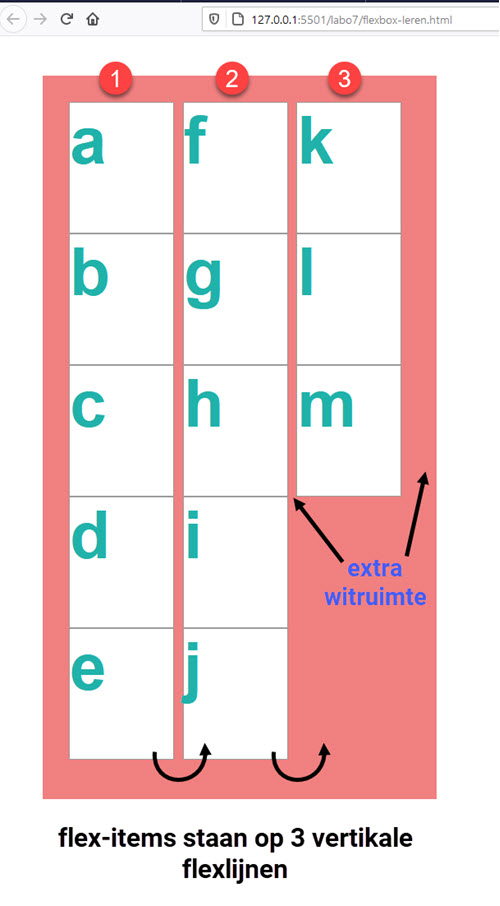 127.0.0.1:5501/labo7/flexbox-leren.html
1 2 3
a f k
b g l
c h m
d i
e j
extra
witruimte
flex-items staan op 3 vertikale
flexlijnen